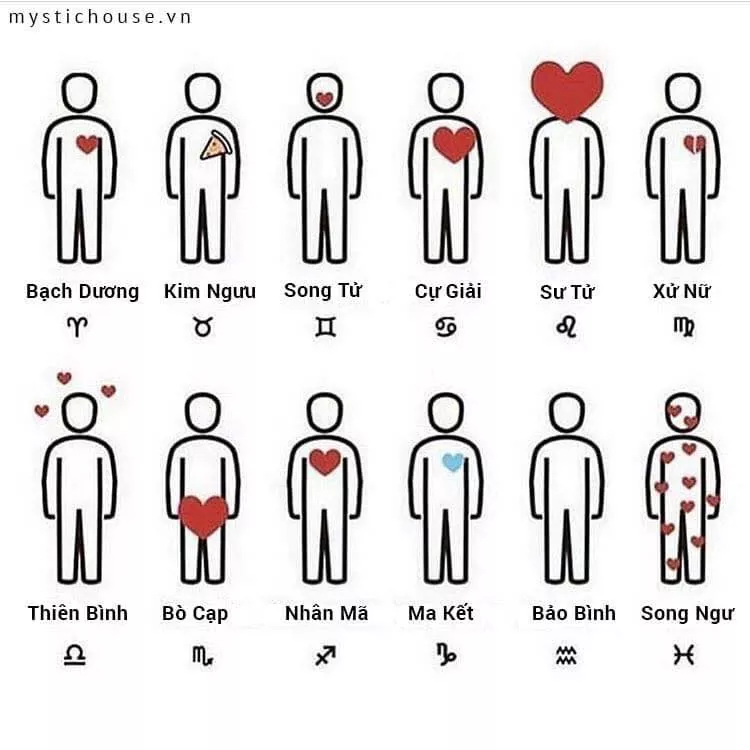 mystichouse.vn
Bạch Dương Kim Ngưu Song Tử Cự Giải Sư Tử Xử Nữ
♈ ♉ ♊ ♋ ♌ ♍
Thiên Bình Bò Cạp Nhân Mã Ma Kết Bảo Bình Song Ngư
♎ ♏ ♐ ♑ ♒ ♓